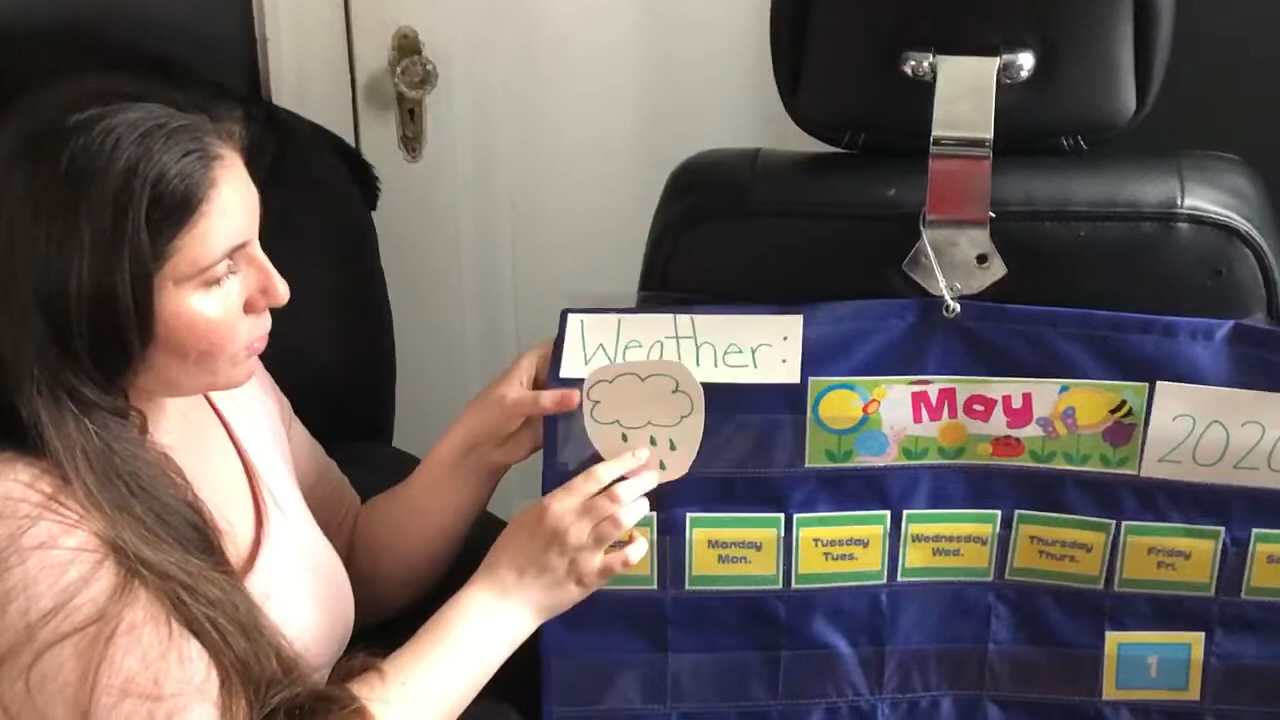 Weather:
May
2020
Monday
Mon.
Tuesday
Tues.
Wednesday
Wed.
Thursday
Thurs.
Friday
Fri.
1